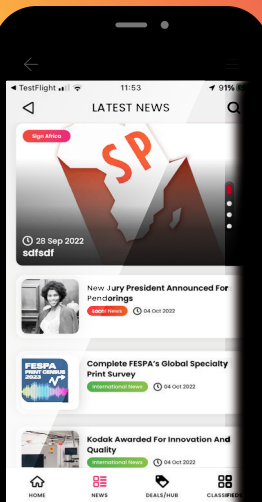 TestFlight
11:53
91%
LATEST NEWS
Sign Africa
SP
28 Sep 2022
sdfsdf
New Jury President Announced For
Pendorings
Local News
04 Oct 2022
FESPA
PRINT CENSUS
2023
Complete FESPA's Global Specialty
Print Survey
International News
04 Oct 2022
Kodak Awarded For Innovation And
Quality
International News
04 Oct 2022
HOME
NEWS
DEALS/HUB
CLASSIFIEDS